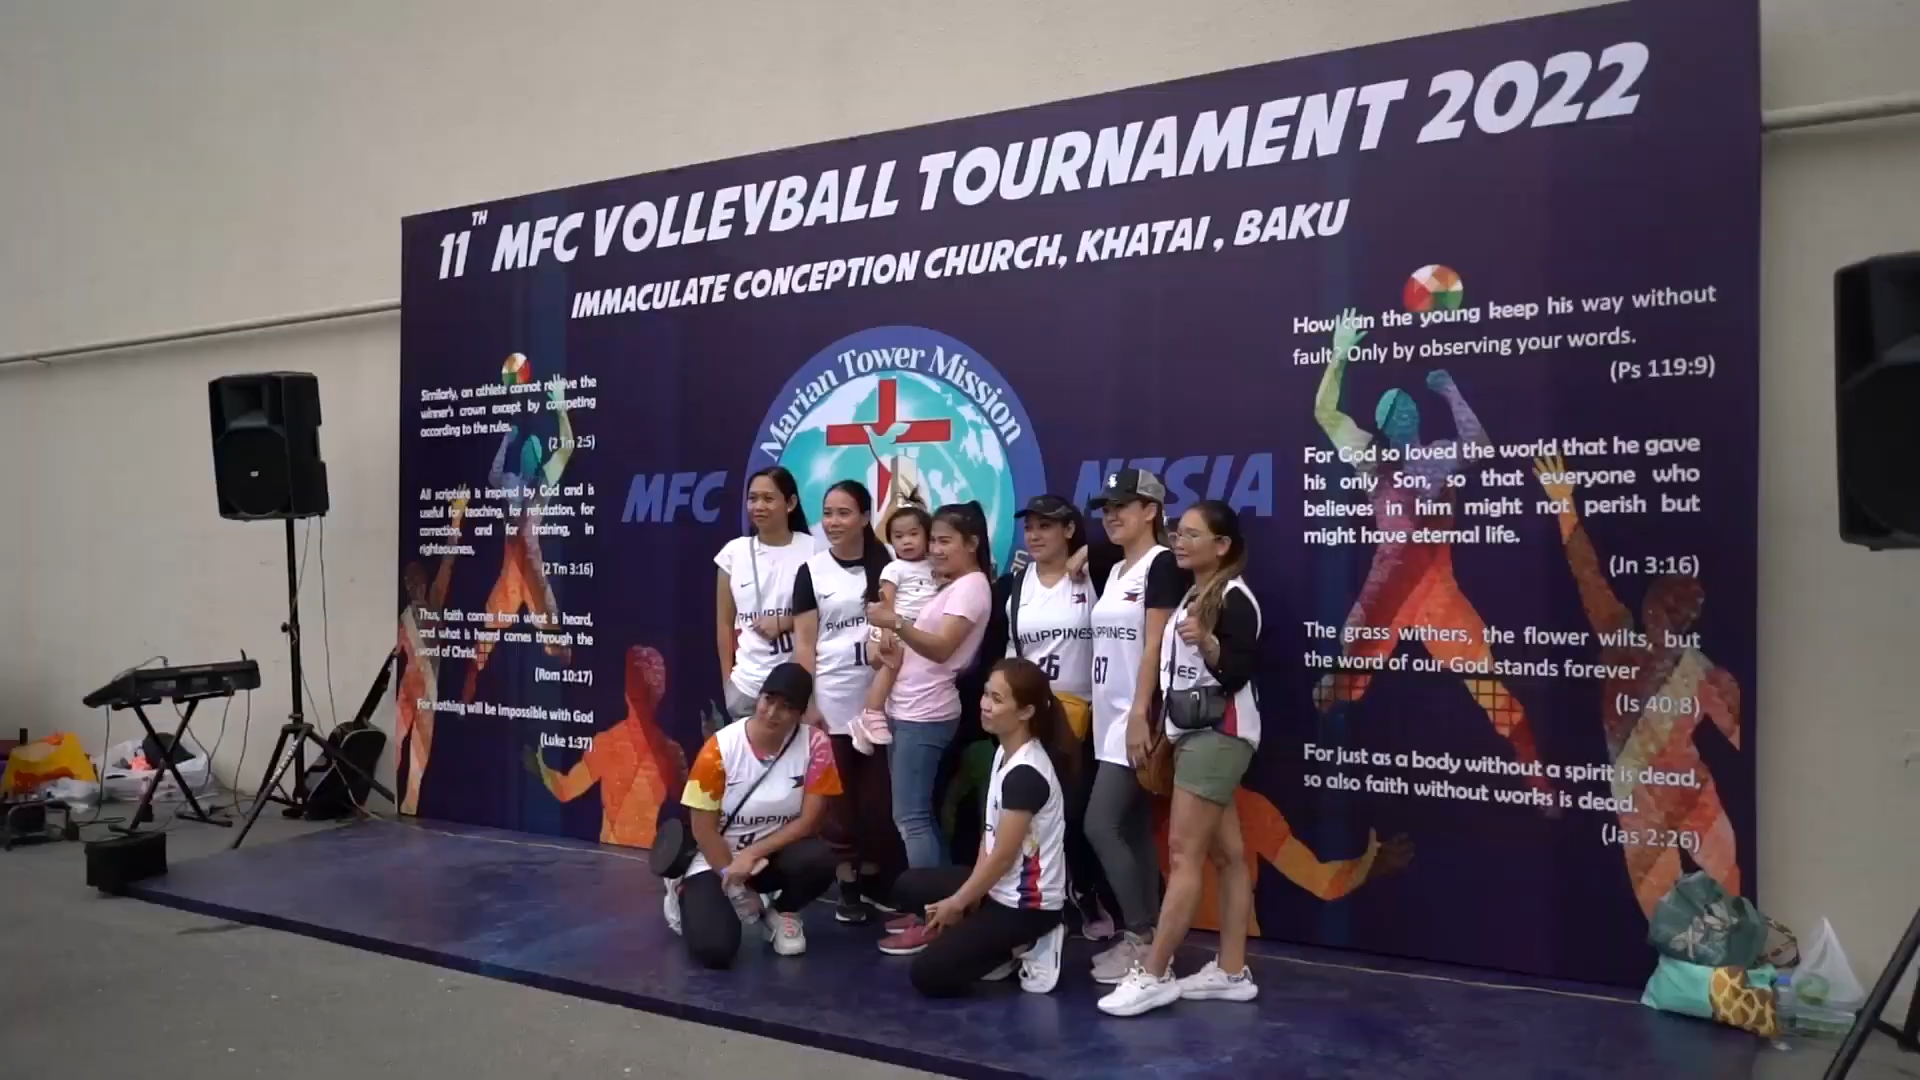 11TH MFC VOLLEYBALL TOURNAMENT 2022
IMMACULATE CONCEPTION CHURCH, KHATAI , BAKU
Similarly, an athlete cannot receive the
winner's crown except by competing
according to the rules.
(2 Tm 2:5)
All scripture is inspired by God and is
useful for teaching, for refutation, for
correction, and for training, in
righteousness,
(2 Tm 3:16)
Thus, faith comes from what is heard,
and what is heard comes through the
word of Christ.
(Rom 10:17)
For nothing will be impossible with God
(Luke 1:37)
Marian Tower Mission
MFC
How can the young keep his way without
fault? Only by observing your words.
(Ps 119:9)
For God so loved the world that he gave
his only Son, so that everyone who
believes in him might not perish but
might have eternal life.
(Jn 3:16)
The grass withers, the flower wilts, but
the word of our God stands forever
(Is 40:8)
For just as a body without a spirit is dead,
so also faith without works is dead.
(Jas 2:26)
PHILIPPINES
87
PHILIPPINE
9